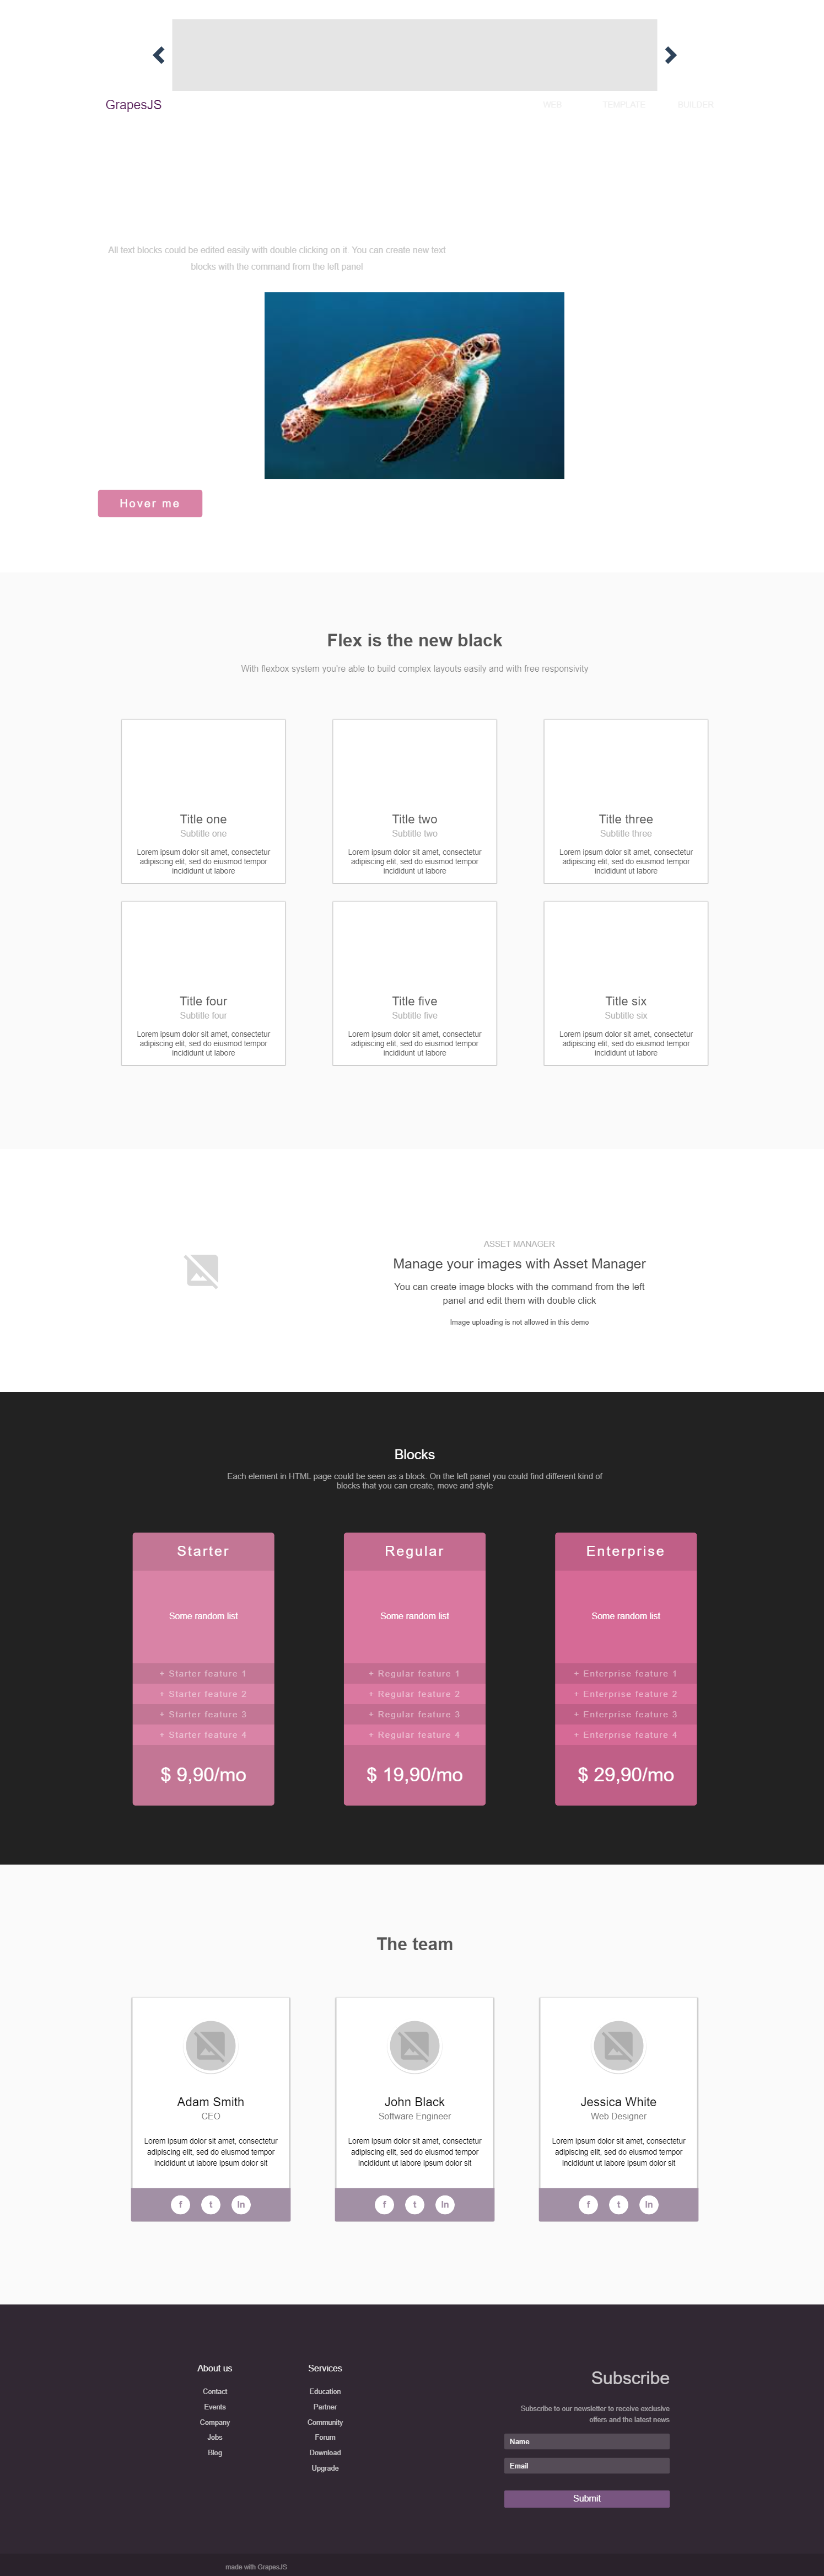 GrapesJS
WEB TEMPLATE BUILDER
All text blocks could be edited easily with double clicking on it. You can create new text
blocks with the command from the left panel
Hover me
Flex is the new black
With flexbox system you're able to build complex layouts easily and with free responsivity
Title one
Subtitle one
Lorem ipsum dolor sit amet, consectetur
adipiscing elit, sed do eiusmod tempor
incididunt ut labore
Title two
Subtitle two
Lorem ipsum dolor sit amet, consectetur
adipiscing elit, sed do eiusmod tempor
incididunt ut labore
Title three
Subtitle three
Lorem ipsum dolor sit amet, consectetur
adipiscing elit, sed do eiusmod tempor
incididunt ut labore
Title four
Subtitle four
Lorem ipsum dolor sit amet, consectetur
adipiscing elit, sed do eiusmod tempor
incididunt ut labore
Title five
Subtitle five
Lorem ipsum dolor sit amet, consectetur
adipiscing elit, sed do eiusmod tempor
incididunt ut labore
Title six
Subtitle six
Lorem ipsum dolor sit amet, consectetur
adipiscing elit, sed do eiusmod tempor
incididunt ut labore
ASSET MANAGER
Manage your images with Asset Manager
You can create image blocks with the command from the left
panel and edit them with double click
Image uploading is not allowed in this demo
Blocks
Each element in HTML page could be seen as a block. On the left panel you could find different kind of
blocks that you can create, move and style
Starter
Some random list
+ Starter feature 1
+ Starter feature 2
+ Starter feature 3
+ Starter feature 4
$ 9,90/mo
Regular
Some random list
+ Regular feature 1
+ Regular feature 2
+ Regular feature 3
+ Regular feature 4
$ 19,90/mo
Enterprise
Some random list
+ Enterprise feature 1
+ Enterprise feature 2
+ Enterprise feature 3
+ Enterprise feature 4
$ 29,90/mo
The team
Adam Smith
CEO
Lorem ipsum dolor sit amet, consectetur
adipiscing elit, sed do eiusmod tempor
incididunt ut labore ipsum dolor sit
f t ln
John Black
Software Engineer
Lorem ipsum dolor sit amet, consectetur
adipiscing elit, sed do eiusmod tempor
incididunt ut labore ipsum dolor sit
f t ln
Jessica White
Web Designer
Lorem ipsum dolor sit amet, consectetur
adipiscing elit, sed do eiusmod tempor
incididunt ut labore ipsum dolor sit
f t ln
About us
Contact
Events
Company
Jobs
Blog
Services
Education
Partner
Community
Forum
Download
Upgrade
Subscribe
Subscribe to our newsletter to receive exclusive
offers and the latest news
Name
Email
Submit
made with GrapesJS